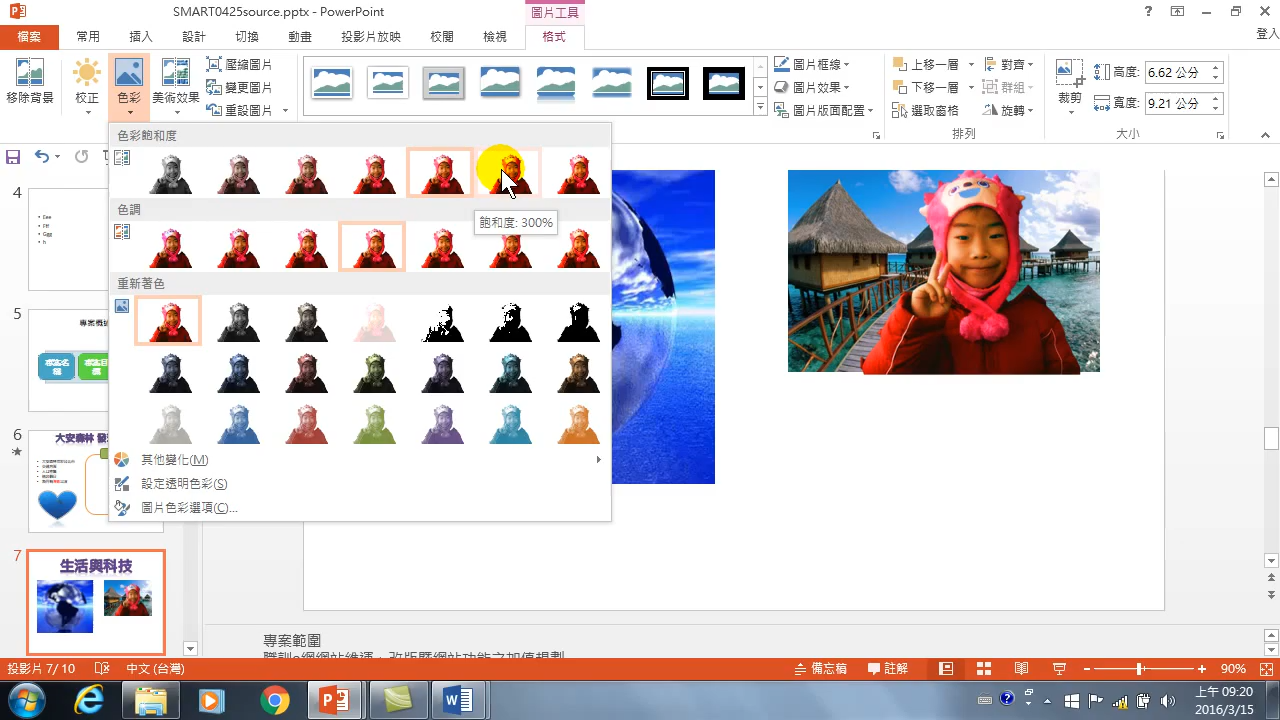 SMART0425source.pptx - PowerPoint
圖片工具
檔案
常用
插入
設計
切換
動畫
投影片放映
校閱
檢視
格式
登入
移除背景
校正
色彩
美術效果
壓縮圖片
變更圖片
重設圖片
圖片框線
圖片效果
圖片版面配置
上移一層
下移一層
選取窗格
對齊
群組
旋轉
排列
裁剪
高度: 6.62 公分
寬度: 9.21 公分
大小
色彩飽和度
飽和度: 300%
色調
重新著色
其他變化(M)
設定透明色彩(S)
圖片色彩選項(C)...
4
Eee
Fff
Ggg
h
5
6
大安森林
7
生活與科技
專案範圍
投影片 7/10
中文 (台灣)
備忘稿
註解
90%
上午 09:20
2016/3/15